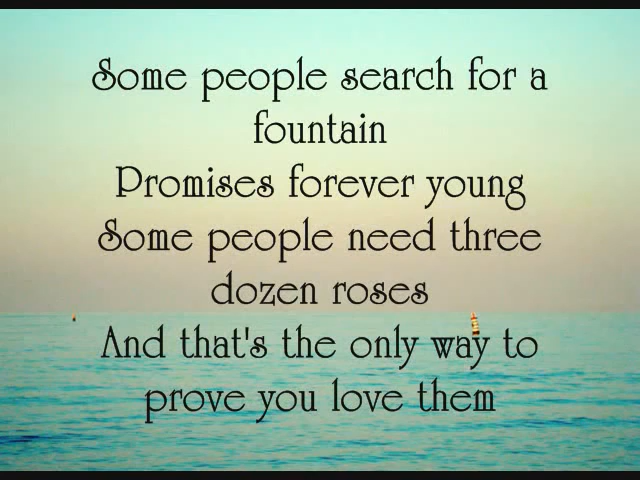 Some people search for a
fountain
Promises forever young
Some people need three
dozen roses
And that's the only way to
prove you love them